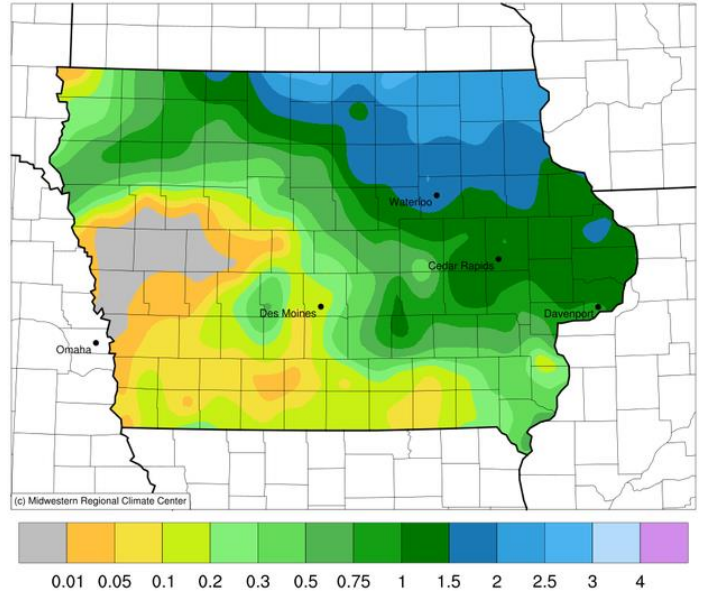 Waterloo
Cedar Rapids
Des Moines
Davenport
Omaha
(c) Midwestern Regional Climate Center
0.01 0.05 0.1 0.2 0.3 0.5 0.75 1 1.5 2 2.5 3 4